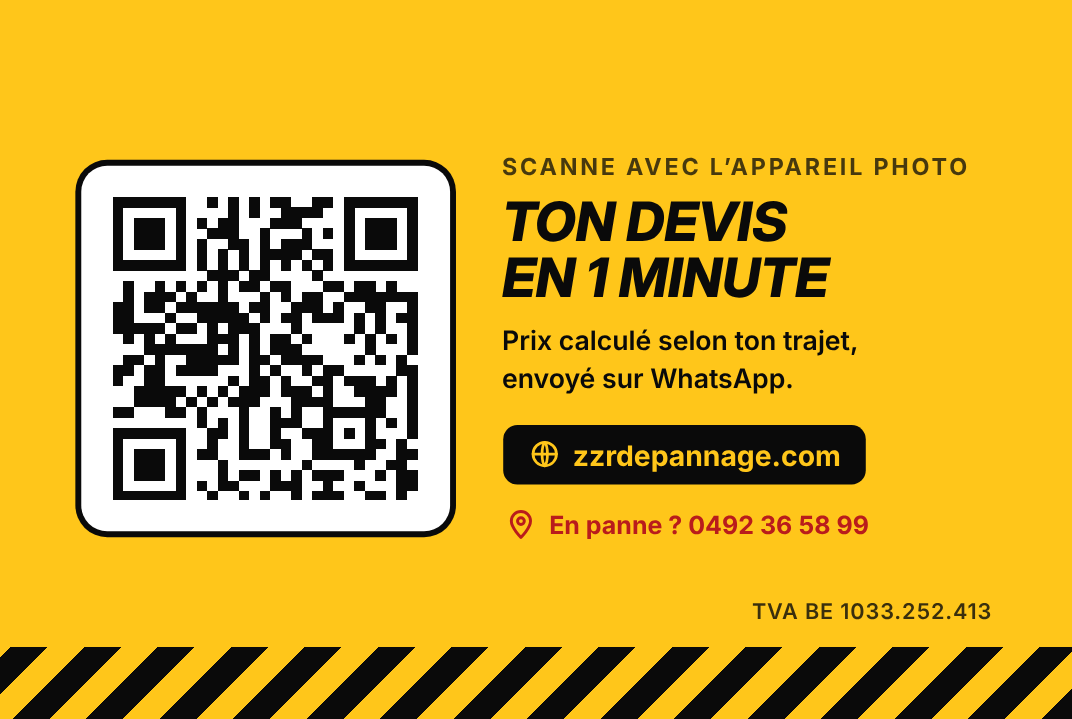 SCANNE AVEC L’APPAREIL PHOTO
TON DEVIS
EN 1 MINUTE
Prix calculé selon ton trajet,
envoyé sur WhatsApp.
zzrdepannage.com
En panne ? 0492 36 58 99
TVA BE 1033.252.413